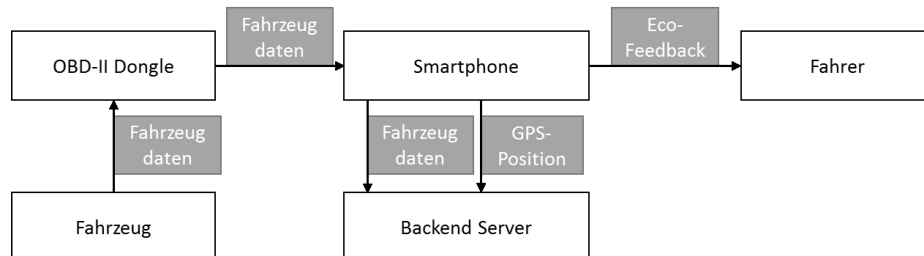 Fahrzeug
daten
Eco-
Feedback
OBD-II Dongle
Smartphone
Fahrer
Fahrzeug
daten
Fahrzeug
daten
GPS-
Position
Fahrzeug
Backend Server